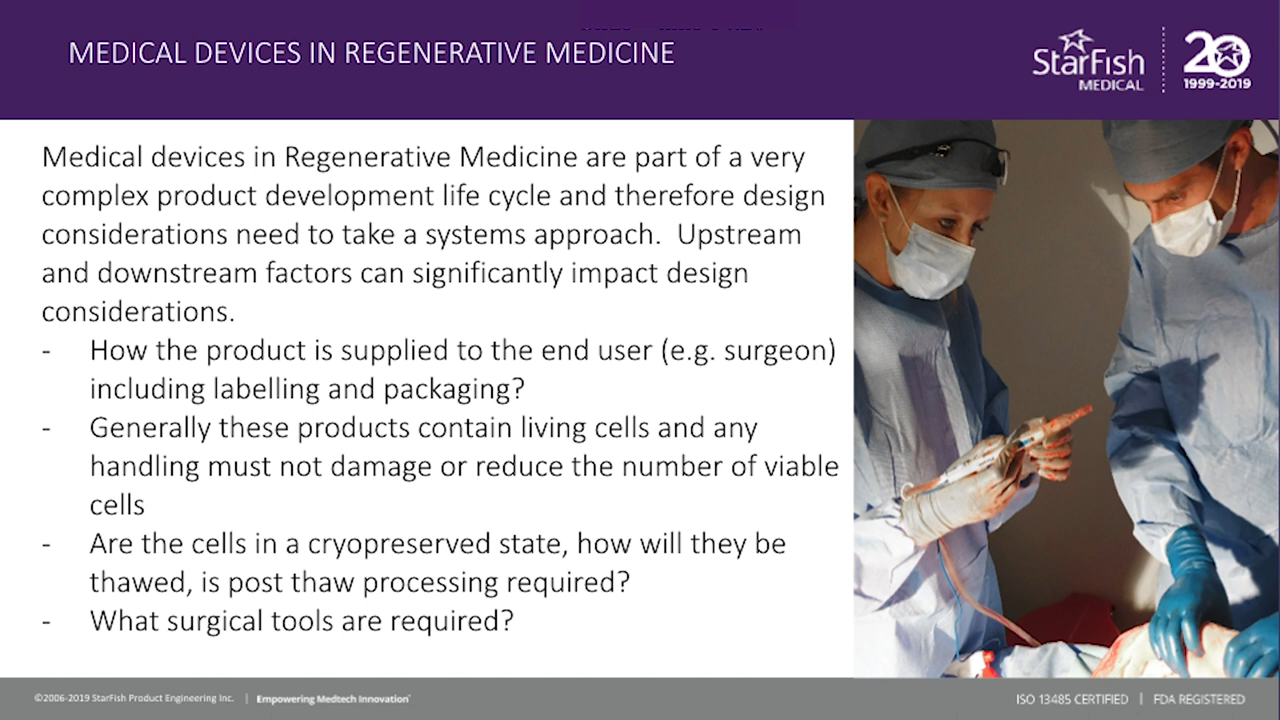 MEDICAL DEVICES IN REGENERATIVE MEDICINE
StarFish
MEDICAL
20
1999-2019
Medical devices in Regenerative Medicine are part of a very
complex product development life cycle and therefore design
considerations need to take a systems approach.  Upstream
and downstream factors can significantly impact design
considerations.
- How the product is supplied to the end user (e.g. surgeon)
including labelling and packaging?
- Generally these products contain living cells and any
handling must not damage or reduce the number of viable
cells
- Are the cells in a cryopreserved state, how will they be
thawed, is post thaw processing required?
- What surgical tools are required?
©2006-2019 StarFish Product Engineering Inc. | Empowering Medtech Innovation
ISO 13485 CERTIFIED | FDA REGISTERED